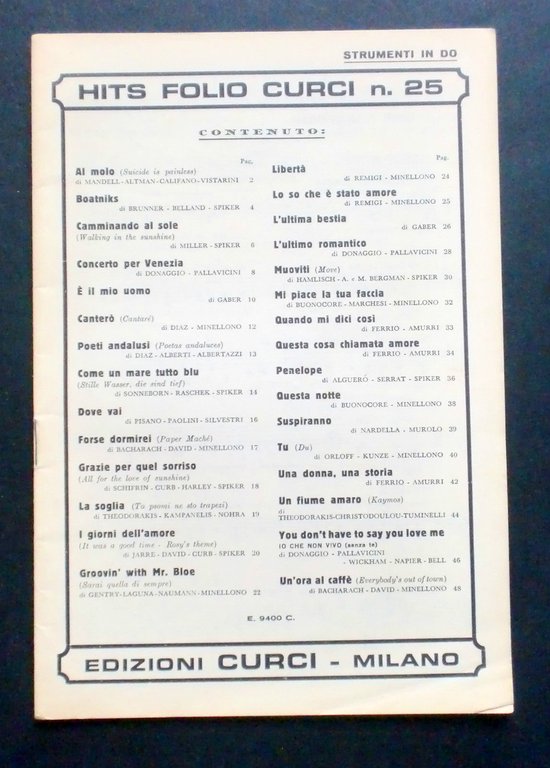 STRUMENTI IN DO
HITS FOLIO CURCI n. 25
CONTENUTO:
Pag.
Al molo (Suicide is painless)
di MANDELL-ALTMAN-CALIFANO-VISTARINI 2
Boatniks
di BRUNNER - BELLAND - SPIKER 4
Camminando al sole
(Walking in the sunshine)
di MILLER - SPIKER 6
Concerto per Venezia
di DONAGGIO - PALLAVICINI 8
È il mio uomo
di GABER 10
Canterò (Cantaré)
di DIAZ - MINELLONO 12
Poeti andalusi (Poetas andaluces)
di DIAZ - ALBERTI - ALBERTAZZI 13
Come un mare tutto blu
(Stille Wasser, die sind tief)
di SONNEBORN - RASCHEK - SPIKER 14
Dove vai
di PISANO - PAOLINI - SILVESTRI 16
Forse dormirei (Paper Maché)
di BACHARACH - DAVID - MINELLONO 17
Grazie per quel sorriso
(All for the love of sunshine)
di SCHIFRIN - CURB - HARLEY - SPIKER 18
La soglia (To psomi ine sto trapezi)
di THEODORAKIS - KAMPANELIS - NOHRA 19
I giorni dell'amore
(It was a good time - Rosy's theme)
di JARRE - DAVID - CURB - SPIKER 20
Groovin' with Mr. Bloe
(Sarai quella di sempre)
di GENTRY-LAGUNA-NAUMANN-MINELLONO 22
Pag.
Libertà
di REMIGI - MINELLONO 24
Lo so che è stato amore
di REMIGI - MINELLONO 25
L'ultima bestia
di GABER 26
L'ultimo romantico
di DONAGGIO - PALLAVICINI 28
Muoviti (Move)
di HAMLISCH - A. e M. BERGMAN - SPIKER 30
Mi piace la tua faccia
di BUONOCORE - MARCHESI - MINELLONO 32
Quando mi dici così
di FERRIO - AMURRI 33
Questa cosa chiamata amore
di FERRIO - AMURRI 34
Penelope
di ALGUERÓ - SERRAT - SPIKER 36
Questa notte
di BUONOCORE - MINELLONO 38
Suspiranno
di NARDELLA - MUROLO 39
Tu (Du)
di ORLOFF - KUNZE - MINELLONO 40
Una donna, una storia
di FERRIO - AMURRI 42
Un fiume amaro (Kaymos)
di
THEODORAKIS-CHRISTODOULOU-TUMINELLI 44
You don't have to say you love me
(O CHE NON VIVO (senza te)
di DONAGGIO - PALLAVICINI
- WICKHAM - NAPIER - BELL 46
Un'ora al caffè (Everybody's out of town)
di BACHARACH - DAVID - MINELLONO 48
E. 9400 C.
EDIZIONI CURCI - MILANO